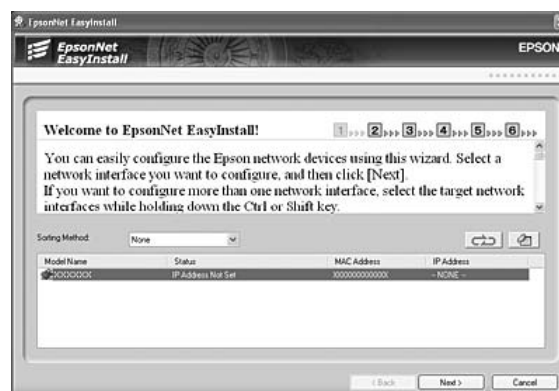 EpsonNet EasyInstall
EpsonNet
EasyInstall
EPSON
Welcome to EpsonNet EasyInstall!
1 2 3 4 5 6
You can easily configure the Epson network devices using this wizard. Select a
network interface you want to configure, and then click [Next].
If you want to configure more than one network interface, select the target network
interfaces while holding down the Ctrl or Shift key.
Sorting Method: None
Model Name Status MAC Address IP Address
XXXXXXX IP Address Not Set XXXXXXXXXXXX - NONE -
< Back Next > Cancel